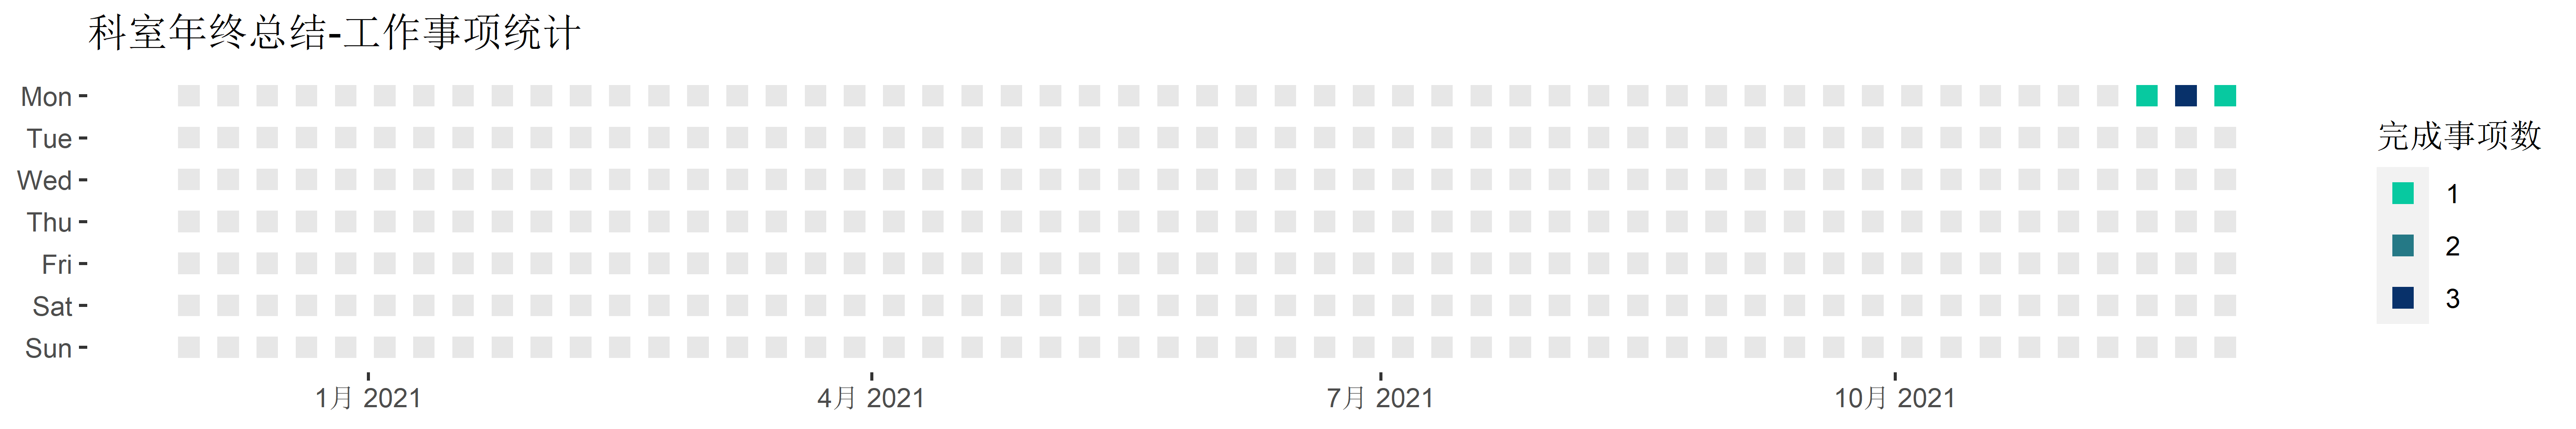 科室年终总结-工作事项统计
Mon
Tue
Wed
Thu
Fri
Sat
Sun
1月 2021
4月 2021
7月 2021
10月 2021
完成事项数
1
2
3